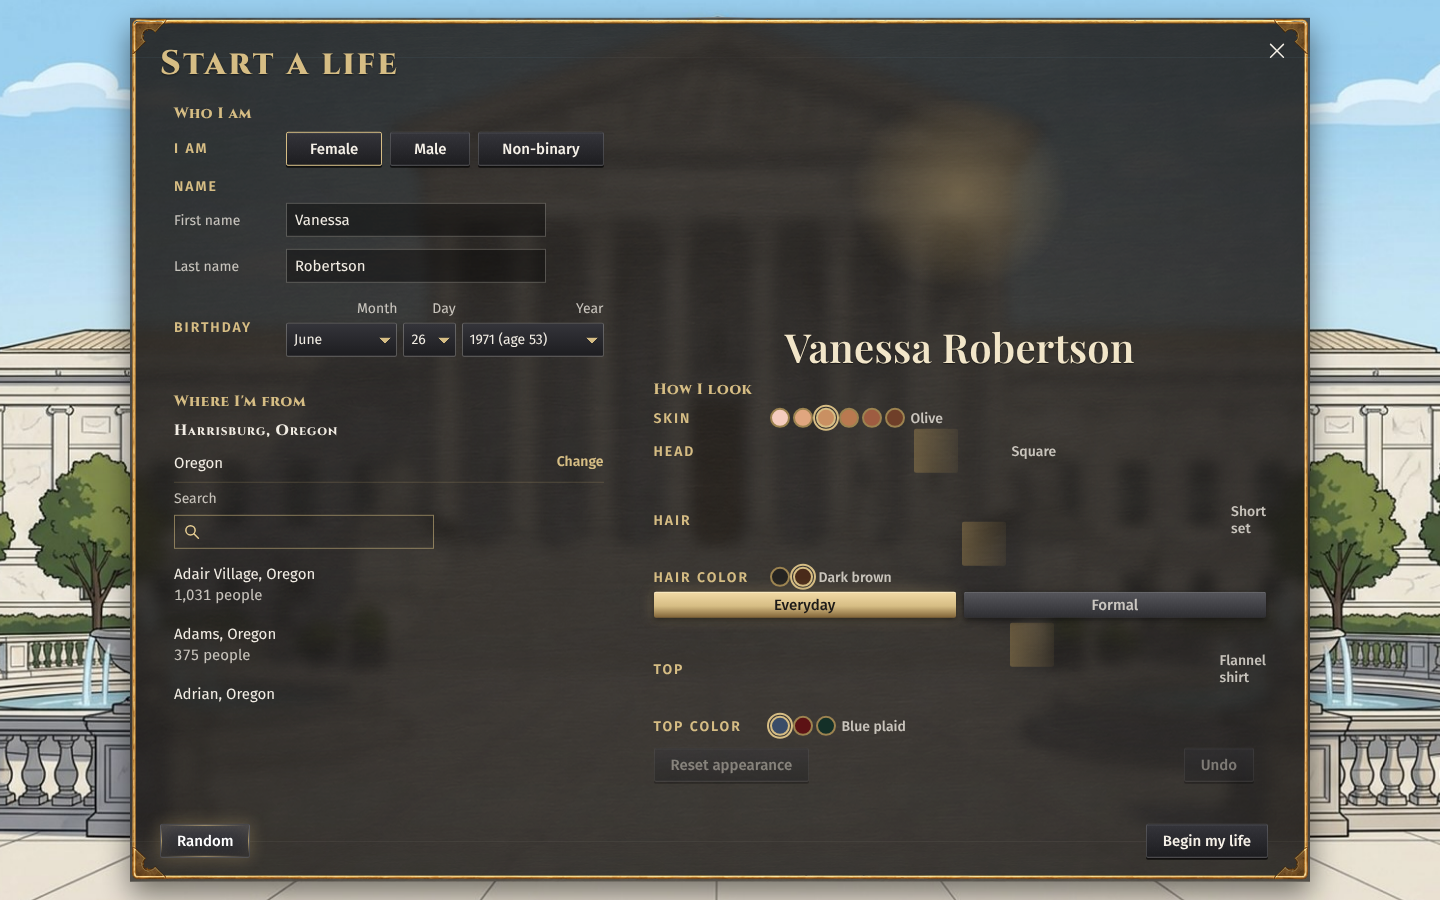 Start a life
Who I am
I AM
Female
Male
Non-binary
NAME
First name
Vanessa
Last name
Robertson
Month
Day
Year
BIRTHDAY
June
26
1971 (age 53)
Where I'm from
Harrisburg, Oregon
Oregon
Change
Search
Adair Village, Oregon
1,031 people
Adams, Oregon
375 people
Adrian, Oregon
Vanessa Robertson
How I look
SKIN
Olive
HEAD
Square
HAIR
Short
set
HAIR COLOR
Dark brown
Everyday
Formal
TOP
Flannel
shirt
TOP COLOR
Blue plaid
Reset appearance
Undo
Random
Begin my life